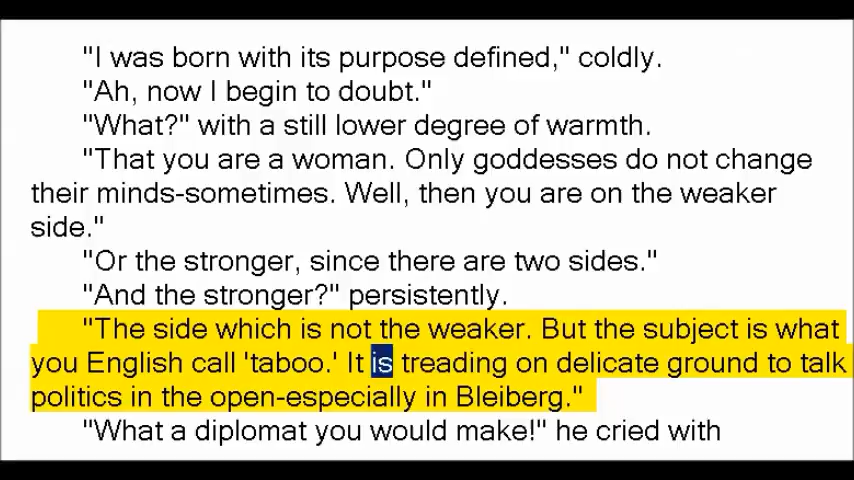 "I was born with its purpose defined," coldly.
"Ah, now I begin to doubt."
"What?" with a still lower degree of warmth.
"That you are a woman. Only goddesses do not change
their minds-sometimes. Well, then you are on the weaker
side."
"Or the stronger, since there are two sides."
"And the stronger?" persistently.
"The side which is not the weaker. But the subject is what
you English call 'taboo.' It is treading on delicate ground to talk
politics in the open-especially in Bleiberg."
"What a diplomat you would make!" he cried with